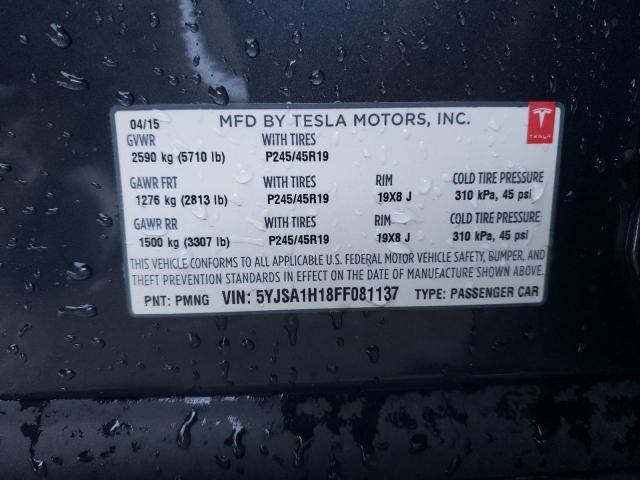 04/15 MFD BY TESLA MOTORS, INC.
TESLA
GVWR WITH TIRES
2590 kg (5710 lb) P245/45R19
GAWR FRT WITH TIRES RIM COLD TIRE PRESSURE
1276 kg (2813 lb) P245/45R19 19X8 J 310 kPa, 45 psi
GAWR RR WITH TIRES RIM COLD TIRE PRESSURE
1500 kg (3307 lb) P245/45R19 19X8 J 310 kPa, 45 psi
THIS VEHICLE CONFORMS TO ALL APPLICABLE U.S. FEDERAL MOTOR VEHICLE SAFETY, BUMPER, AND
THEFT PREVENTION STANDARDS IN EFFECT ON THE DATE OF MANUFACTURE SHOWN ABOVE.
PNT: PMNG VIN: 5YJSA1H18FF081137 TYPE: PASSENGER CAR